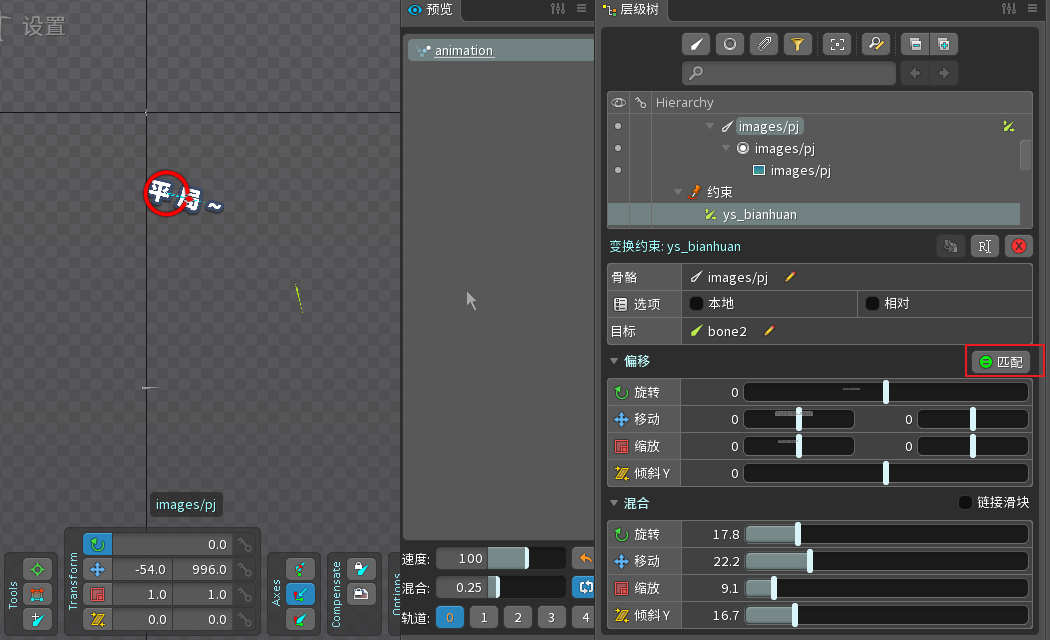 设置
平局~
images/pj
Tools
Transform
0.0
-54.0 996.0
1.0 1.0
0.0 0.0
Axes
Compensate
Options
预览
animation
速度: 100
混合: 0.25
轨道: 0 1 2 3 4
层级树
Hierarchy
images/pj
images/pj
images/pj
约束
ys_bianhuan
变换约束: ys_bianhuan
骨骼 images/pj
选项 本地 相对
目标 bone2
偏移 匹配
旋转 0
移动 0 0
缩放 0 0
倾斜 Y 0
混合 链接滑块
旋转 17.8
移动 22.2
缩放 9.1
倾斜 Y 16.7